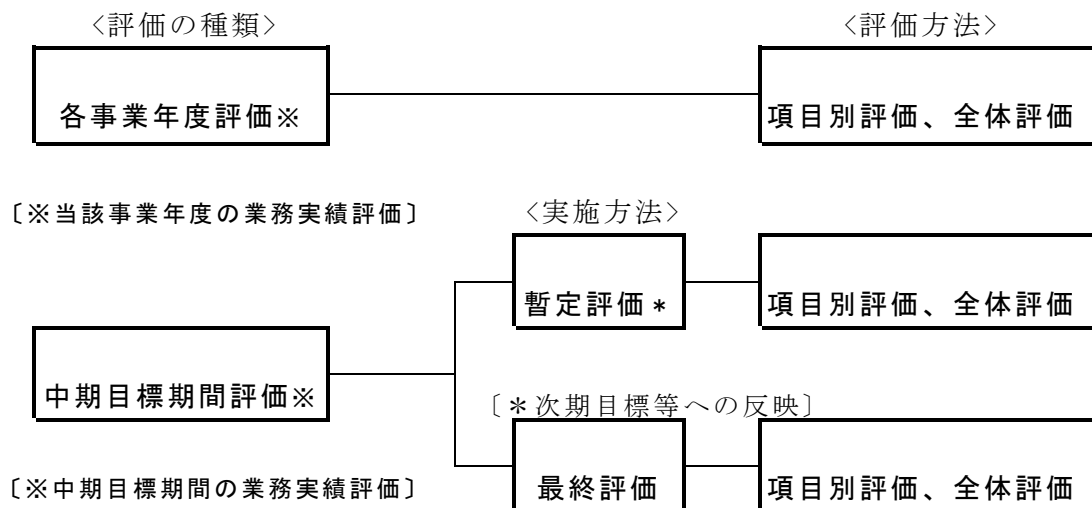 〈評価の種類〉
〈評価方法〉
各事業年度評価※
項目別評価、全体評価
〔※当該事業年度の業務実績評価〕
〈実施方法〉
暫定評価＊
項目別評価、全体評価
中期目標期間評価※
〔＊次期目標等への反映〕
〔※中期目標期間の業務実績評価〕
最終評価
項目別評価、全体評価